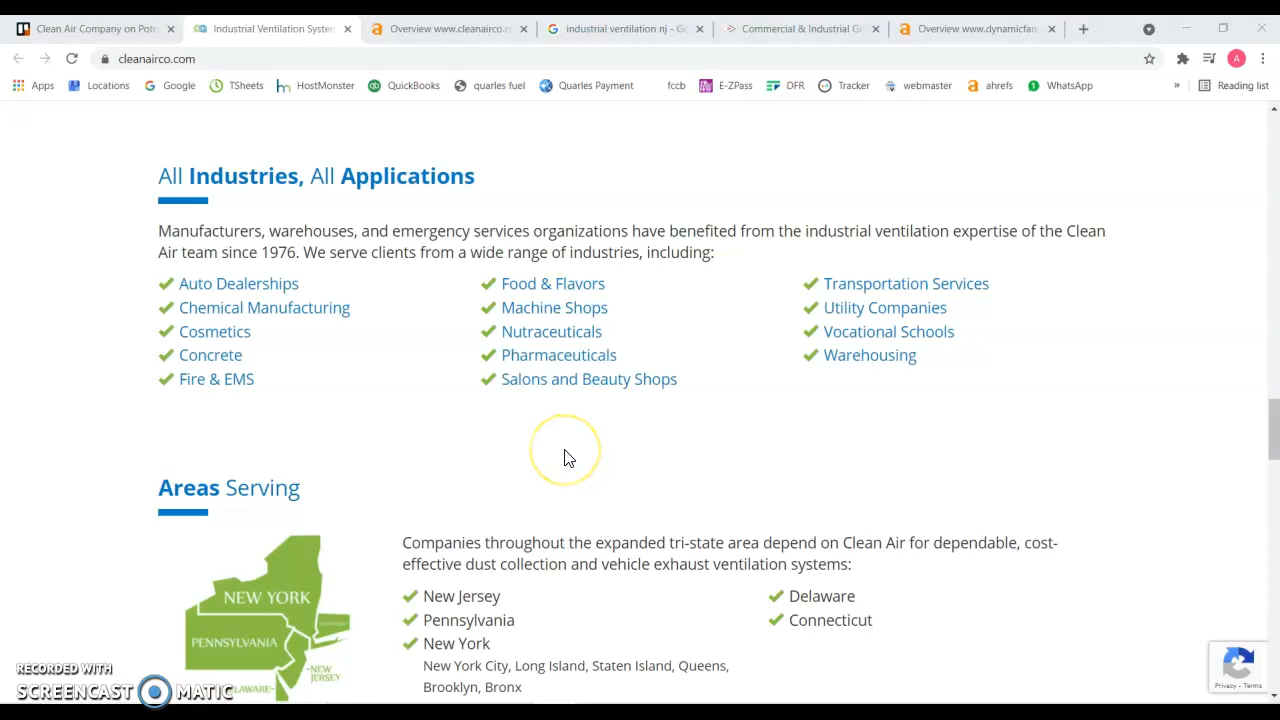 Clean Air Company on Pote
Industrial Ventilation System
Overview www.cleanairco.n
industrial ventilation nj - Go
Commercial & Industrial Gr
Overview www.dynamicfan
cleanairco.com
A
Apps
Locations
Google
TSheets
HostMonster
QuickBooks
quarles fuel
Quarles Payment
fccb
E-ZPass
DFR
Tracker
webmaster
ahrefs
WhatsApp
»
Reading list
All Industries, All Applications
Manufacturers, warehouses, and emergency services organizations have benefited from the industrial ventilation expertise of the Clean
Air team since 1976. We serve clients from a wide range of industries, including:
Auto Dealerships
Chemical Manufacturing
Cosmetics
Concrete
Fire & EMS
Food & Flavors
Machine Shops
Nutraceuticals
Pharmaceuticals
Salons and Beauty Shops
Transportation Services
Utility Companies
Vocational Schools
Warehousing
Areas Serving
NEW YORK
PENNSYLVANIA
NEW
JERSEY
Companies throughout the expanded tri-state area depend on Clean Air for dependable, cost-
effective dust collection and vehicle exhaust ventilation systems:
New Jersey
Pennsylvania
New York
New York City, Long Island, Staten Island, Queens,
Brooklyn, Bronx
Delaware
Connecticut
Privacy - Terms
RECORDED WITH
SCREENCAST MATIC